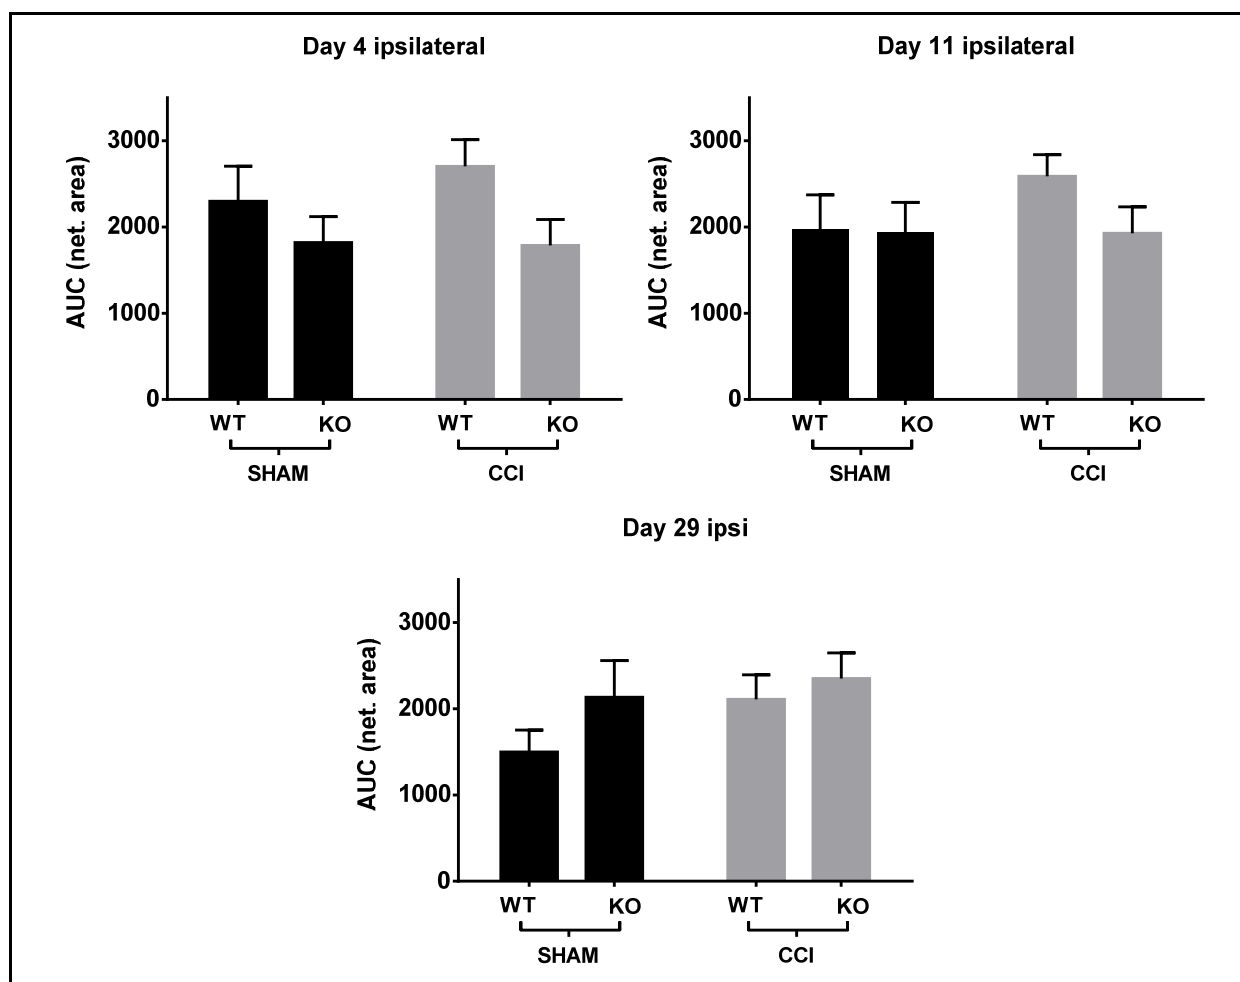 Day 4 ipsilateral
AUC (net. area)
3000
2000
1000
0
WT KO WT KO
SHAM CCI
Day 11 ipsilateral
AUC (net. area)
3000
2000
1000
0
WT KO WT KO
SHAM CCI
Day 29 ipsi
AUC (net. area)
3000
2000
1000
0
WT KO WT KO
SHAM CCI